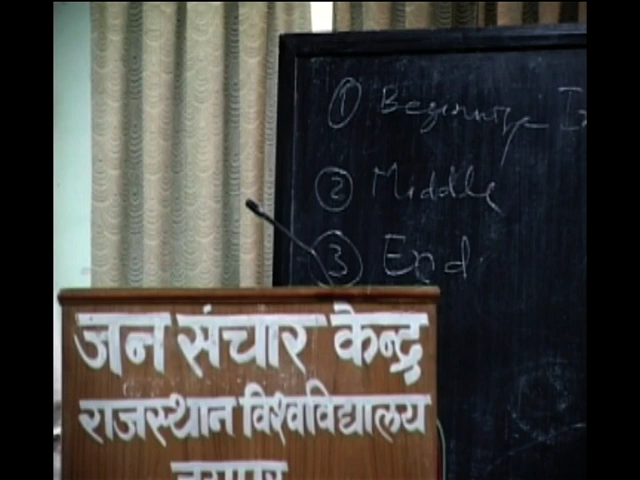 ① Beginning
② Middle
③ End
जन संचार केन्द्र
राजस्थान विश्वविद्यालय